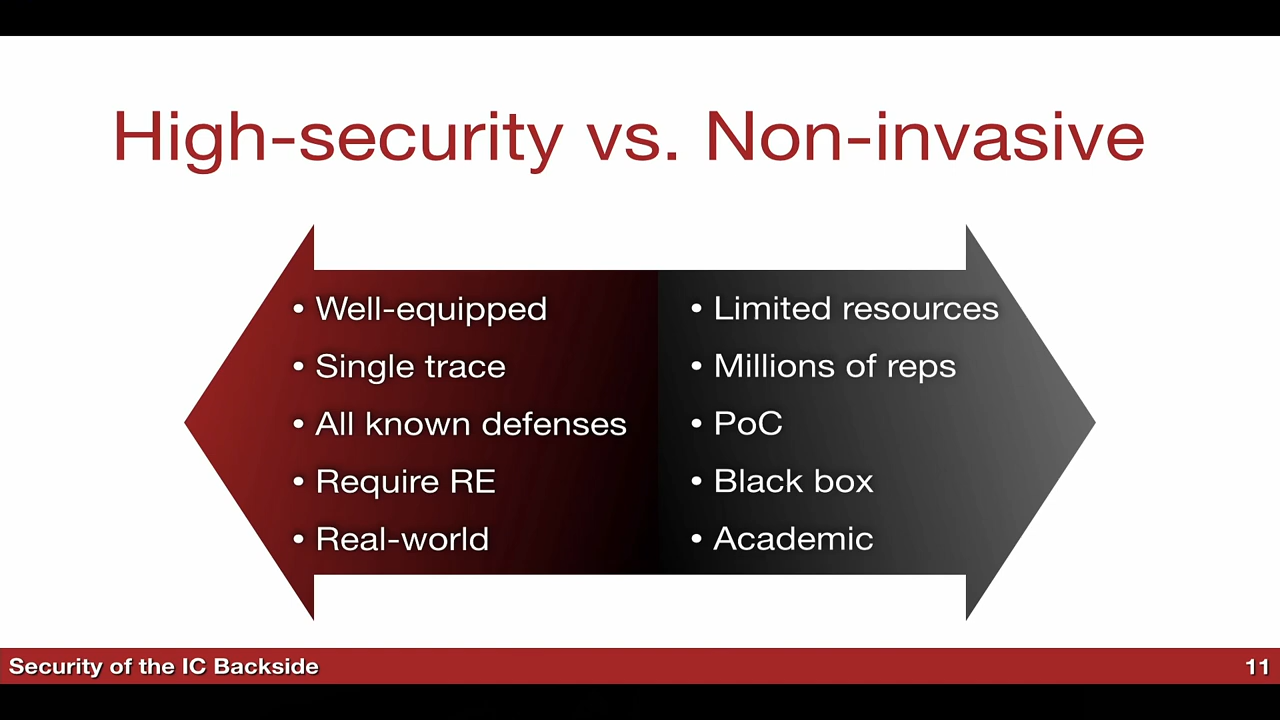 High-security vs. Non-invasive
• Well-equipped
• Single trace
• All known defenses
• Require RE
• Real-world
• Limited resources
• Millions of reps
• PoC
• Black box
• Academic
Security of the IC Backside
11